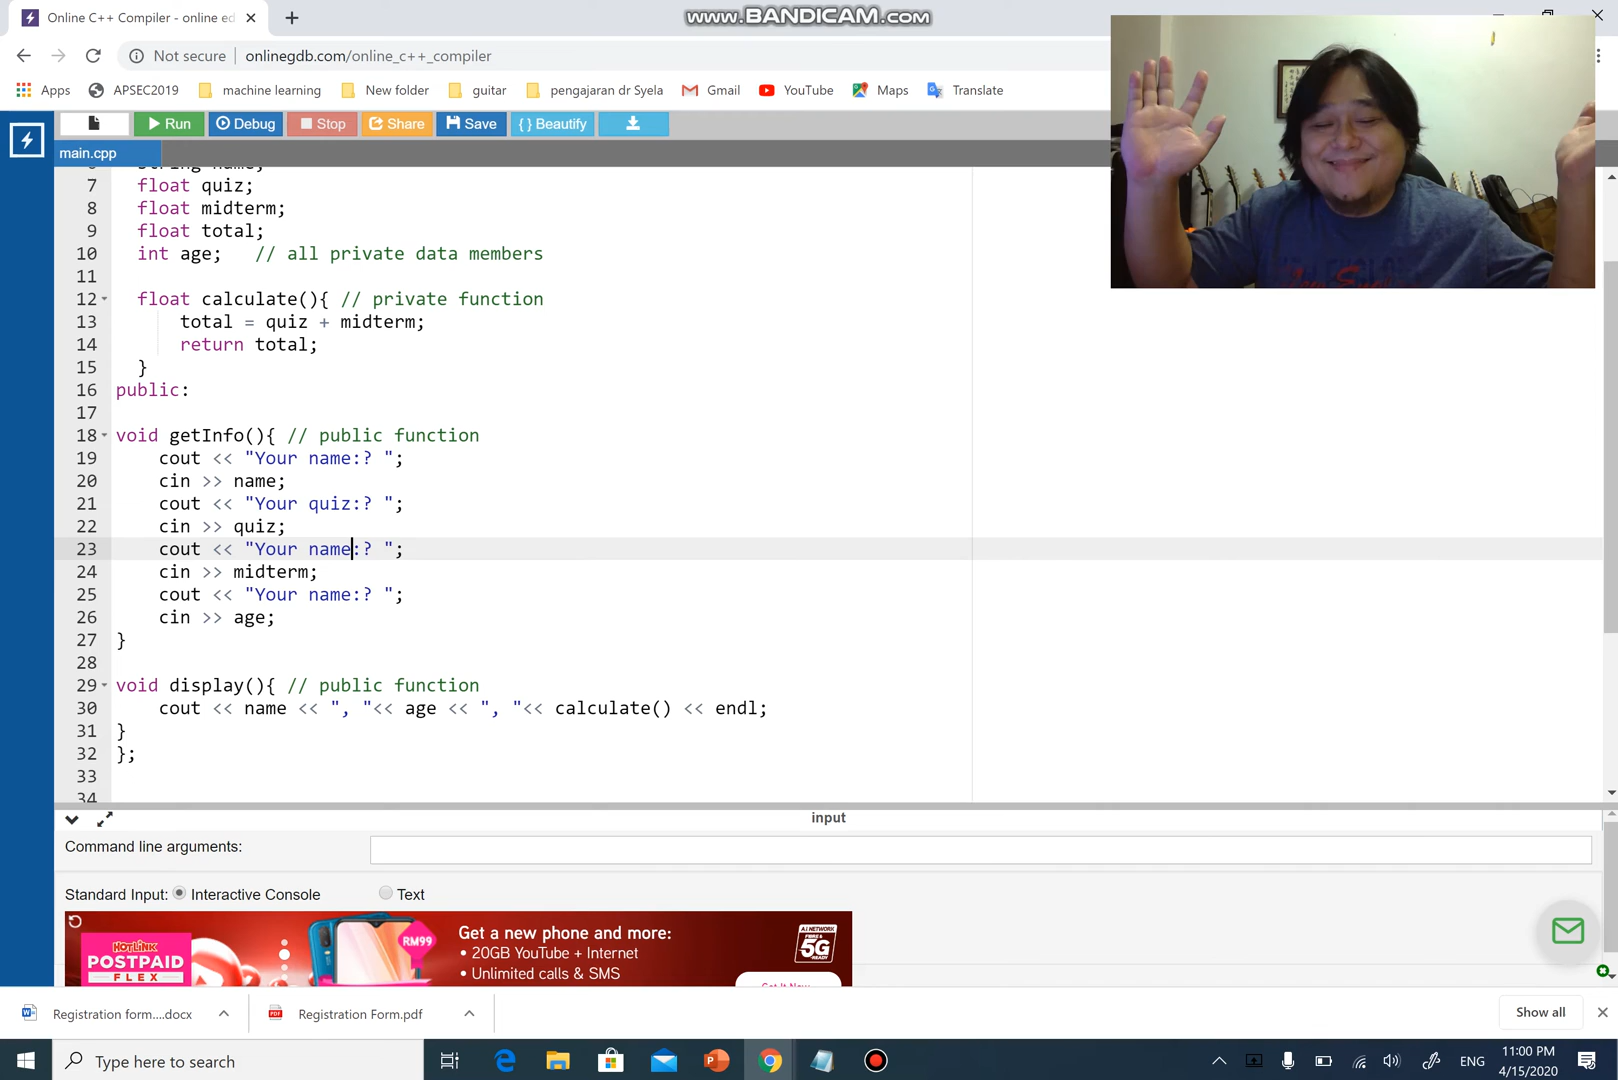 www.BANDICAM.com
Online C++ Compiler - online ed
Not secure
onlinegdb.com/online_c++_compiler
Apps
APSEC2019
machine learning
New folder
guitar
pengajaran dr Syela
Gmail
YouTube
Maps
Translate
Run
Debug
Stop
Share
Save
{ } Beautify
main.cpp
7 float quiz;
8 float midterm;
9 float total;
10 int age; // all private data members
11
12 float calculate(){ // private function
13 total = quiz + midterm;
14 return total;
15 }
16 public:
17
18 void getInfo(){ // public function
19 cout << "Your name:? ";
20 cin >> name;
21 cout << "Your quiz:? ";
22 cin >> quiz;
23 cout << "Your name:? ";
24 cin >> midterm;
25 cout << "Your name:? ";
26 cin >> age;
27 }
28
29 void display(){ // public function
30 cout << name << ", "<< age << ", "<< calculate() << endl;
31 }
32 };
33
34
input
Command line arguments:
Standard Input:
Interactive Console
Text
HOTLINK
POSTPAID
FLEX
RM99
Get a new phone and more:
• 20GB YouTube + Internet
• Unlimited calls & SMS
A.I NETWORK
5G
READY
Registration form....docx
Registration Form.pdf
Show all
Type here to search
ENG
11:00 PM
4/15/2020